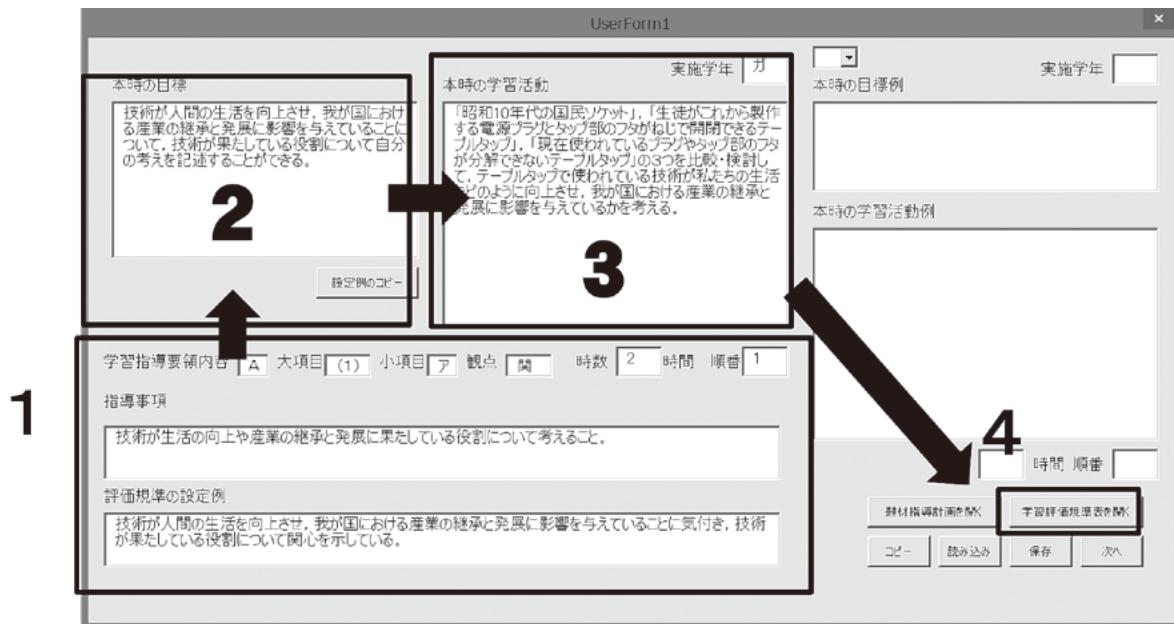 UserForm1
本時の目標
技術が人間の生活を向上させ，我が国におけ
る産業の継承と発展に影響を与えていることに
ついて，技術が果たしている役割について自分
の考えを記述することができる。
2
設定例のコピー
実施学年 ガ
本時の学習活動
「昭和10年代の国民ソケット」，「生徒がこれから製作
する電源プラグとタップ部のフタがねじで開閉できるテー
ブルタップ」，「現在使われているプラグやタップ部のフタ
が分解できないテーブルタップ」の3つを比較・検討し
て，テーブルタップで使われている技術が私たちの生活
をどのように向上させ，我が国における産業の継承と
発展に影響を与えているかを考える。
3
実施学年
本時の目標例
本時の学習活動例
4
時間 順番
教材指導計画を開く
学習評価規準表を開く
コピー
読み込み
保存
次へ
1
学習指導要領内容 A 大項目 (1) 小項目 ア 観点 関 時数 2 時間 順番 1
指導事項
技術が生活の向上や産業の継承と発展に果たしている役割について考えること。
評価規準の設定例
技術が人間の生活を向上させ，我が国における産業の継承と発展に影響を与えていることに気付き，技術
が果たしている役割について関心を示している。